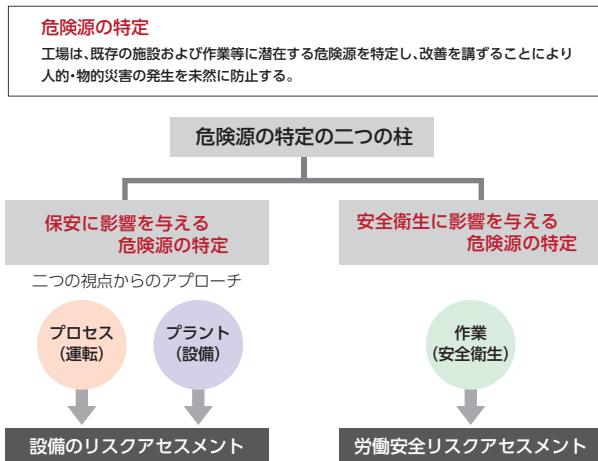 危険源の特定
工場は、既存の施設および作業等に潜在する危険源を特定し、改善を講ずることにより
人的・物的災害の発生を未然に防止する。
危険源の特定の二つの柱
保安に影響を与える
危険源の特定
安全衛生に影響を与える
危険源の特定
二つの視点からのアプローチ
プロセス
（運転）
プラント
（設備）
作業
（安全衛生）
設備のリスクアセスメント
労働安全リスクアセスメント